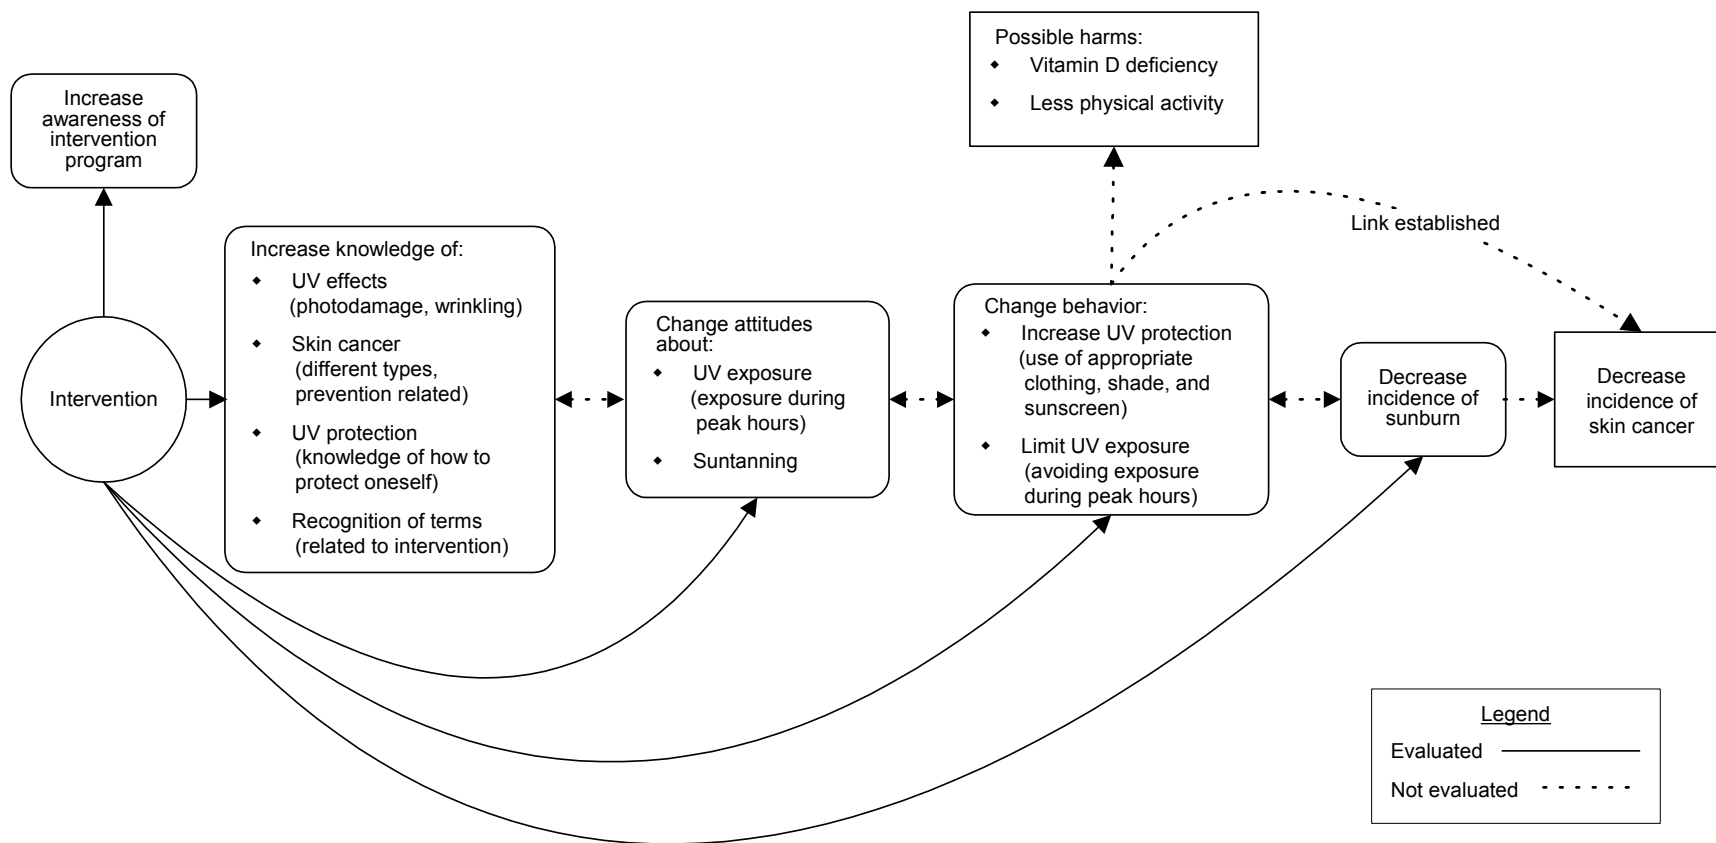 Increase
awareness of
intervention
program
Intervention
Increase knowledge of:
◆ UV effects
(photodamage, wrinkling)
◆ Skin cancer
(different types,
prevention related)
◆ UV protection
(knowledge of how to
protect oneself)
◆ Recognition of terms
(related to intervention)
Change attitudes
about:
◆ UV exposure
(exposure during
peak hours)
◆ Suntanning
Possible harms:
◆ Vitamin D deficiency
◆ Less physical activity
Link established
Change behavior:
◆ Increase UV protection
(use of appropriate
clothing, shade, and
sunscreen)
◆ Limit UV exposure
(avoiding exposure
during peak hours)
Decrease
incidence of
sunburn
Decrease
incidence of
skin cancer
Legend
Evaluated
Not evaluated